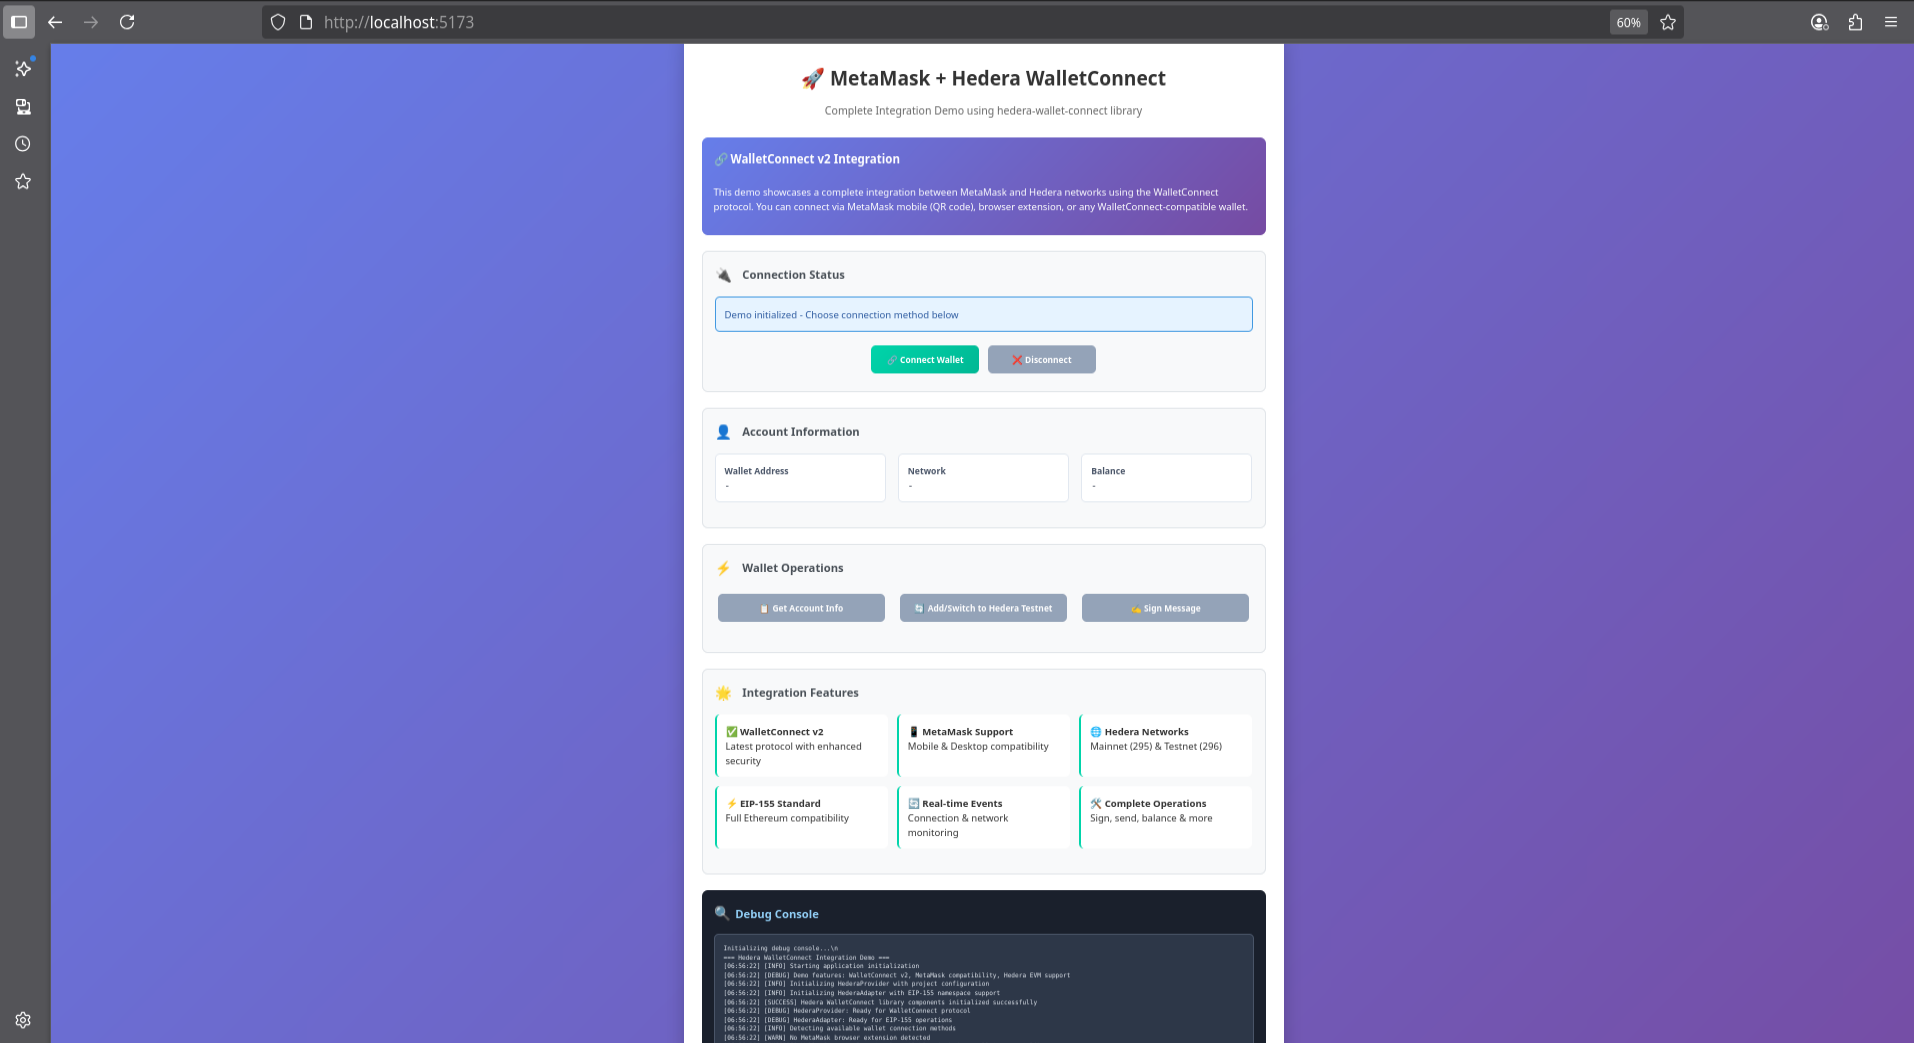 http://localhost:5173
60%
🚀 MetaMask + Hedera WalletConnect
Complete Integration Demo using hedera-wallet-connect library
🔗 WalletConnect v2 Integration
This demo showcases a complete integration between MetaMask and Hedera networks using the WalletConnect
protocol. You can connect via MetaMask mobile (QR code), browser extension, or any WalletConnect-compatible wallet.
🔌 Connection Status
Demo initialized - Choose connection method below
🔗 Connect Wallet
❌ Disconnect
👤 Account Information
Wallet Address
-
Network
-
Balance
-
⚡ Wallet Operations
📋 Get Account Info
🔄 Add/Switch to Hedera Testnet
✍️ Sign Message
🌟 Integration Features
✅ WalletConnect v2
Latest protocol with enhanced
security
📱 MetaMask Support
Mobile & Desktop compatibility
🌐 Hedera Networks
Mainnet (295) & Testnet (296)
⚡ EIP-155 Standard
Full Ethereum compatibility
🔄 Real-time Events
Connection & network
monitoring
🛠️ Complete Operations
Sign, send, balance & more
🔍 Debug Console
Initializing debug console...\n
=== Hedera WalletConnect Integration Demo ===
[06:56:22] [INFO] Starting application initialization
[06:56:22] [DEBUG] Demo features: WalletConnect v2, MetaMask compatibility, Hedera EVM support
[06:56:22] [INFO] Initializing HederaProvider with project configuration
[06:56:22] [INFO] Initializing HederaAdapter with EIP-155 namespace support
[06:56:22] [SUCCESS] Hedera WalletConnect library components initialized successfully
[06:56:22] [DEBUG] HederaProvider: Ready for WalletConnect protocol
[06:56:22] [DEBUG] HederaAdapter: Ready for EIP-155 operations
[06:56:22] [INFO] Detecting available wallet connection methods
[06:56:22] [WARN] No MetaMask browser extension detected